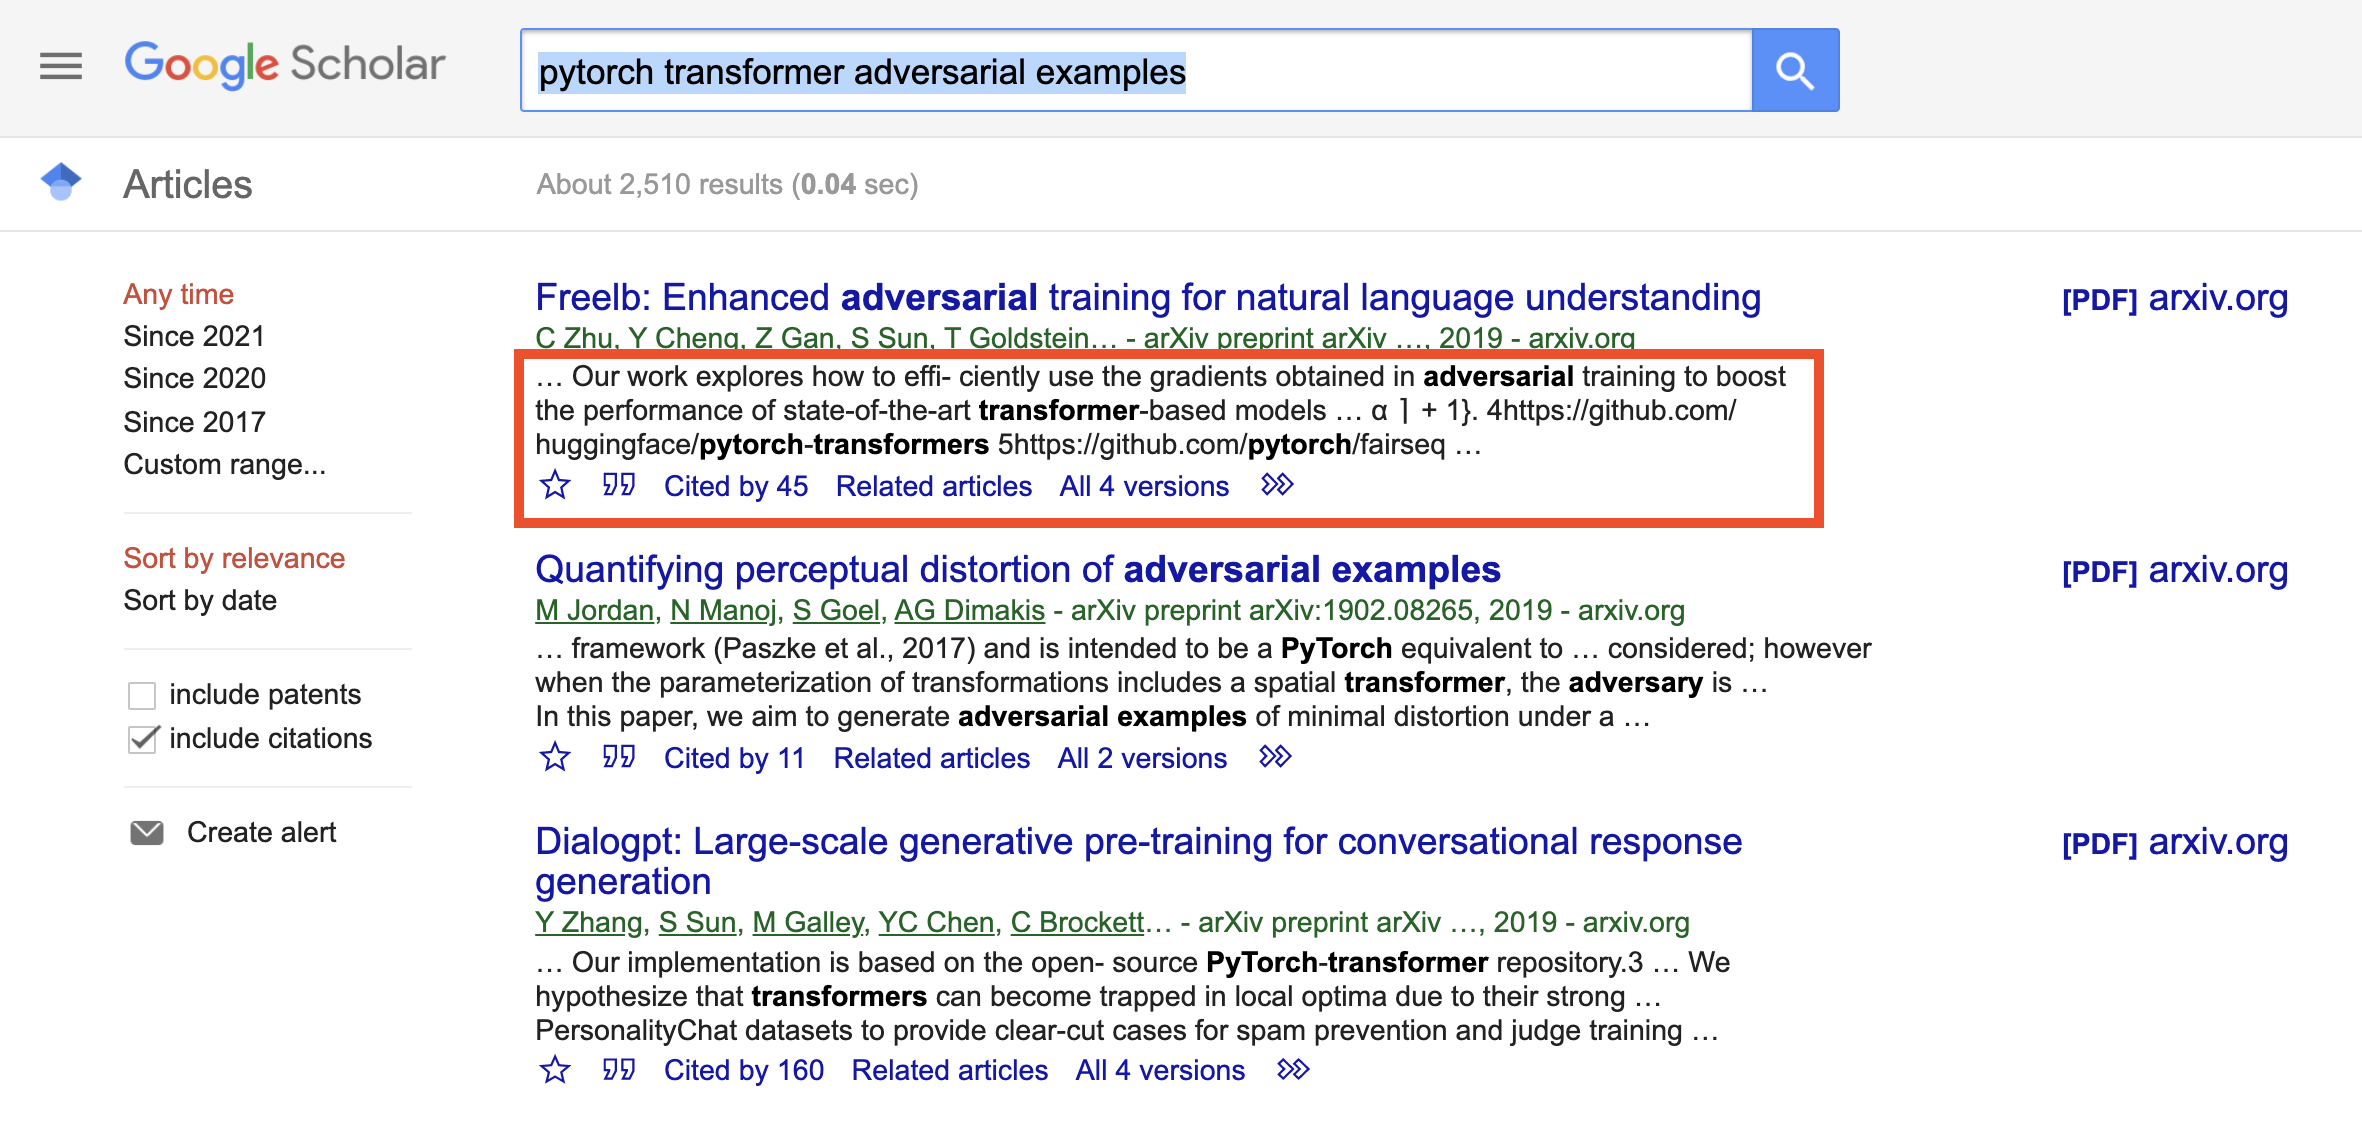 Google Scholar
pytorch transformer adversarial examples
Articles
About 2,510 results (0.04 sec)
Any time
Since 2021
Since 2020
Since 2017
Custom range...
Sort by relevance
Sort by date
include patents
include citations
Create alert
Freelb: Enhanced adversarial training for natural language understanding
[PDF] arxiv.org
C Zhu, Y Cheng, Z Gan, S Sun, T Goldstein… - arXiv preprint arXiv …, 2019 - arxiv.org
… Our work explores how to effi- ciently use the gradients obtained in adversarial training to boost
the performance of state-of-the-art transformer-based models … α ⌉ + 1}. 4https://github.com/
huggingface/pytorch-transformers 5https://github.com/pytorch/fairseq …
Cited by 45 Related articles All 4 versions
Quantifying perceptual distortion of adversarial examples
[PDF] arxiv.org
M Jordan, N Manoj, S Goel, AG Dimakis - arXiv preprint arXiv:1902.08265, 2019 - arxiv.org
… framework (Paszke et al., 2017) and is intended to be a PyTorch equivalent to … considered; however
when the parameterization of transformations includes a spatial transformer, the adversary is …
In this paper, we aim to generate adversarial examples of minimal distortion under a …
Cited by 11 Related articles All 2 versions
Dialogpt: Large-scale generative pre-training for conversational response
generation
[PDF] arxiv.org
Y Zhang, S Sun, M Galley, YC Chen, C Brockett… - arXiv preprint arXiv …, 2019 - arxiv.org
… Our implementation is based on the open- source PyTorch-transformer repository.3 … We
hypothesize that transformers can become trapped in local optima due to their strong …
PersonalityChat datasets to provide clear-cut cases for spam prevention and judge training …
Cited by 160 Related articles All 4 versions